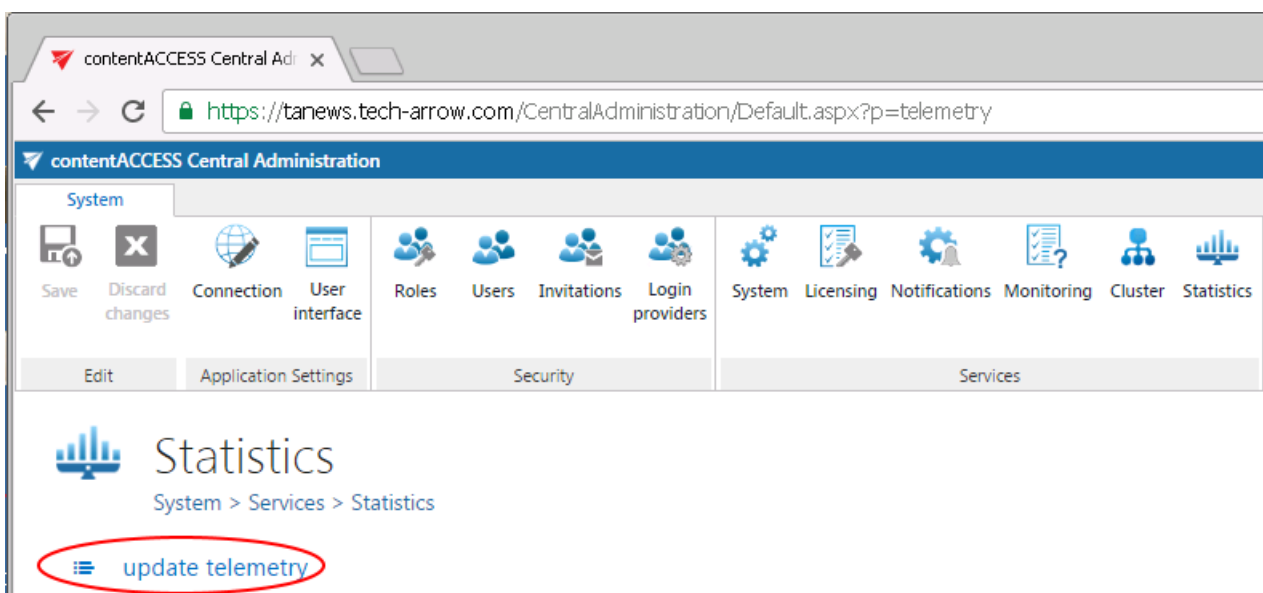 contentACCESS Central Adr
https://tanews.tech-arrow.com/CentralAdministration/Default.aspx?p=telemetry
contentACCESS Central Administration
System
Save Discard changes Connection User interface Roles Users Invitations Login providers System Licensing Notifications Monitoring Cluster Statistics
Edit Application Settings Security Services
Statistics
System > Services > Statistics
update telemetry